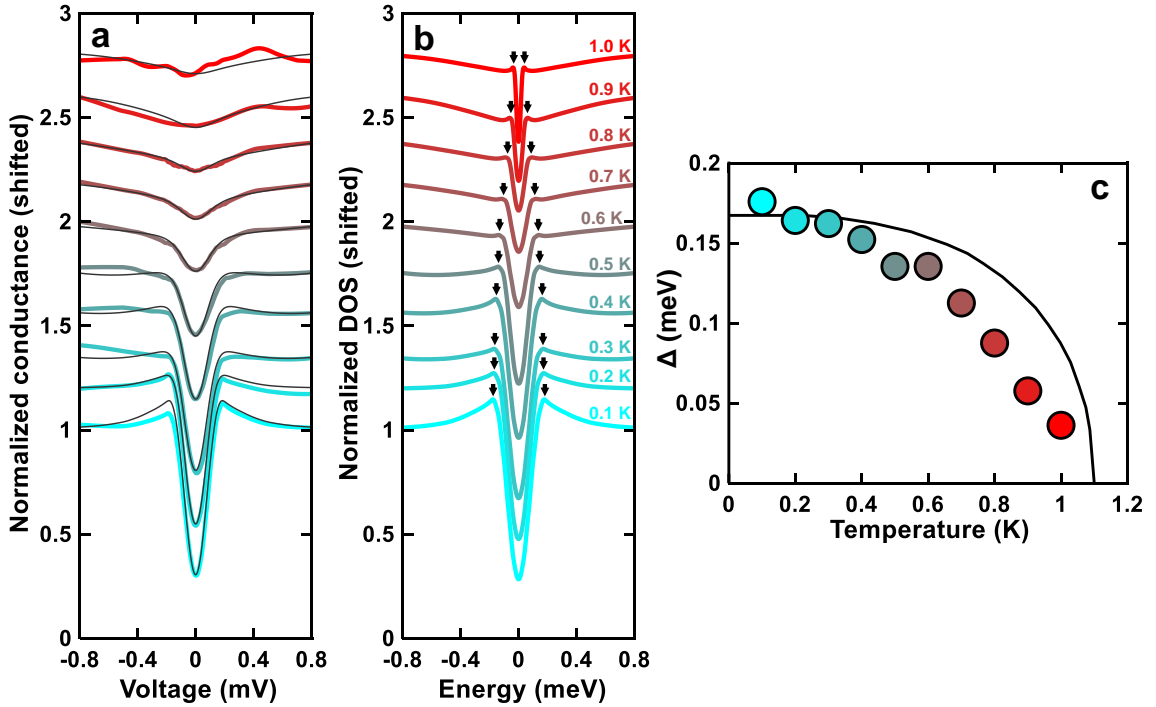 a
3
2.5
2
1.5
1
0.5
0
-0.8
-0.4
0
0.4
0.8
Voltage (mV)
Normalized conductance (shifted)
b
3
2.5
2
1.5
1
0.5
0
-0.8
-0.4
0
0.4
0.8
Energy (meV)
Normalized DOS (shifted)
1.0 K
0.9 K
0.8 K
0.7 K
0.6 K
0.5 K
0.4 K
0.3 K
0.2 K
0.1 K
c
0.2
0.15
0.1
0.05
0
0
0.2
0.4
0.6
0.8
1
1.2
Temperature (K)
Δ (meV)